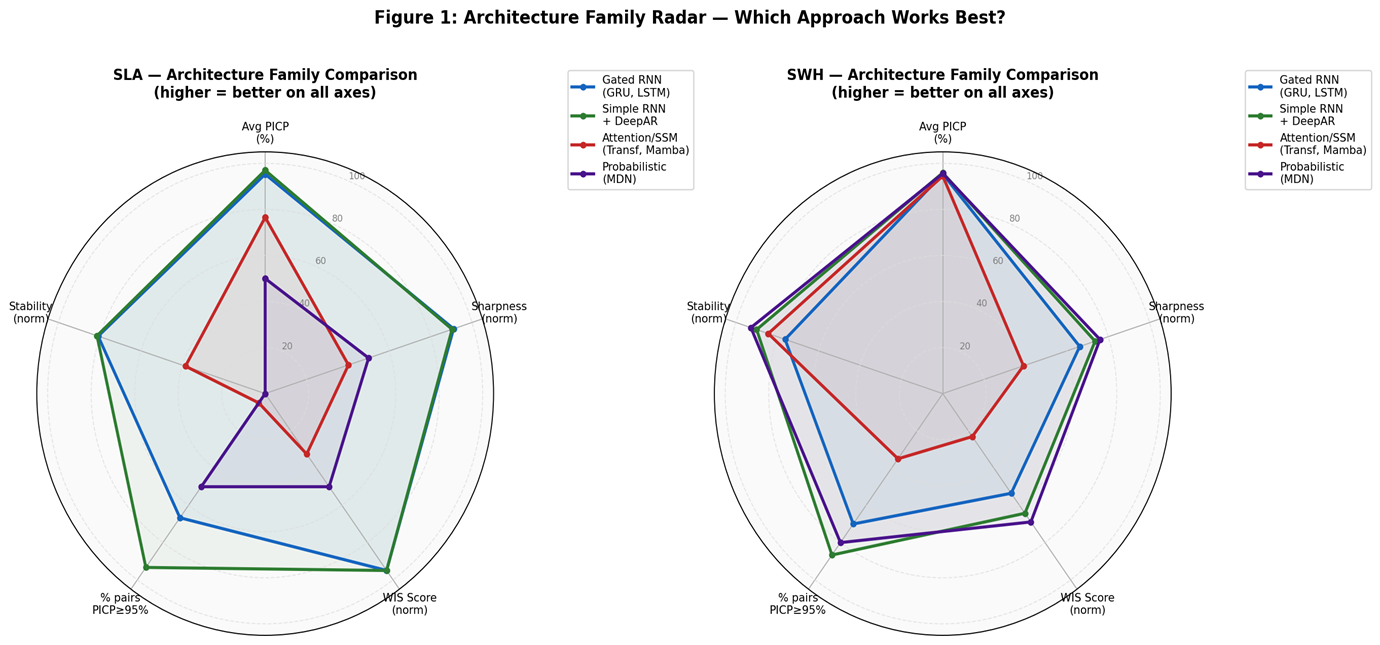 Figure 1: Architecture Family Radar — Which Approach Works Best?
SLA — Architecture Family Comparison
(higher = better on all axes)
Avg PICP
(%)
100
80
60
40
20
Stability
(norm)
Sharpness
(norm)
% pairs
PICP≥95%
WIS Score
(norm)
Gated RNN
(GRU, LSTM)
Simple RNN
+ DeepAR
Attention/SSM
(Transf, Mamba)
Probabilistic
(MDN)
SWH — Architecture Family Comparison
(higher = better on all axes)
Avg PICP
(%)
100
80
60
40
20
Stability
(norm)
Sharpness
(norm)
% pairs
PICP≥95%
WIS Score
(norm)
Gated RNN
(GRU, LSTM)
Simple RNN
+ DeepAR
Attention/SSM
(Transf, Mamba)
Probabilistic
(MDN)